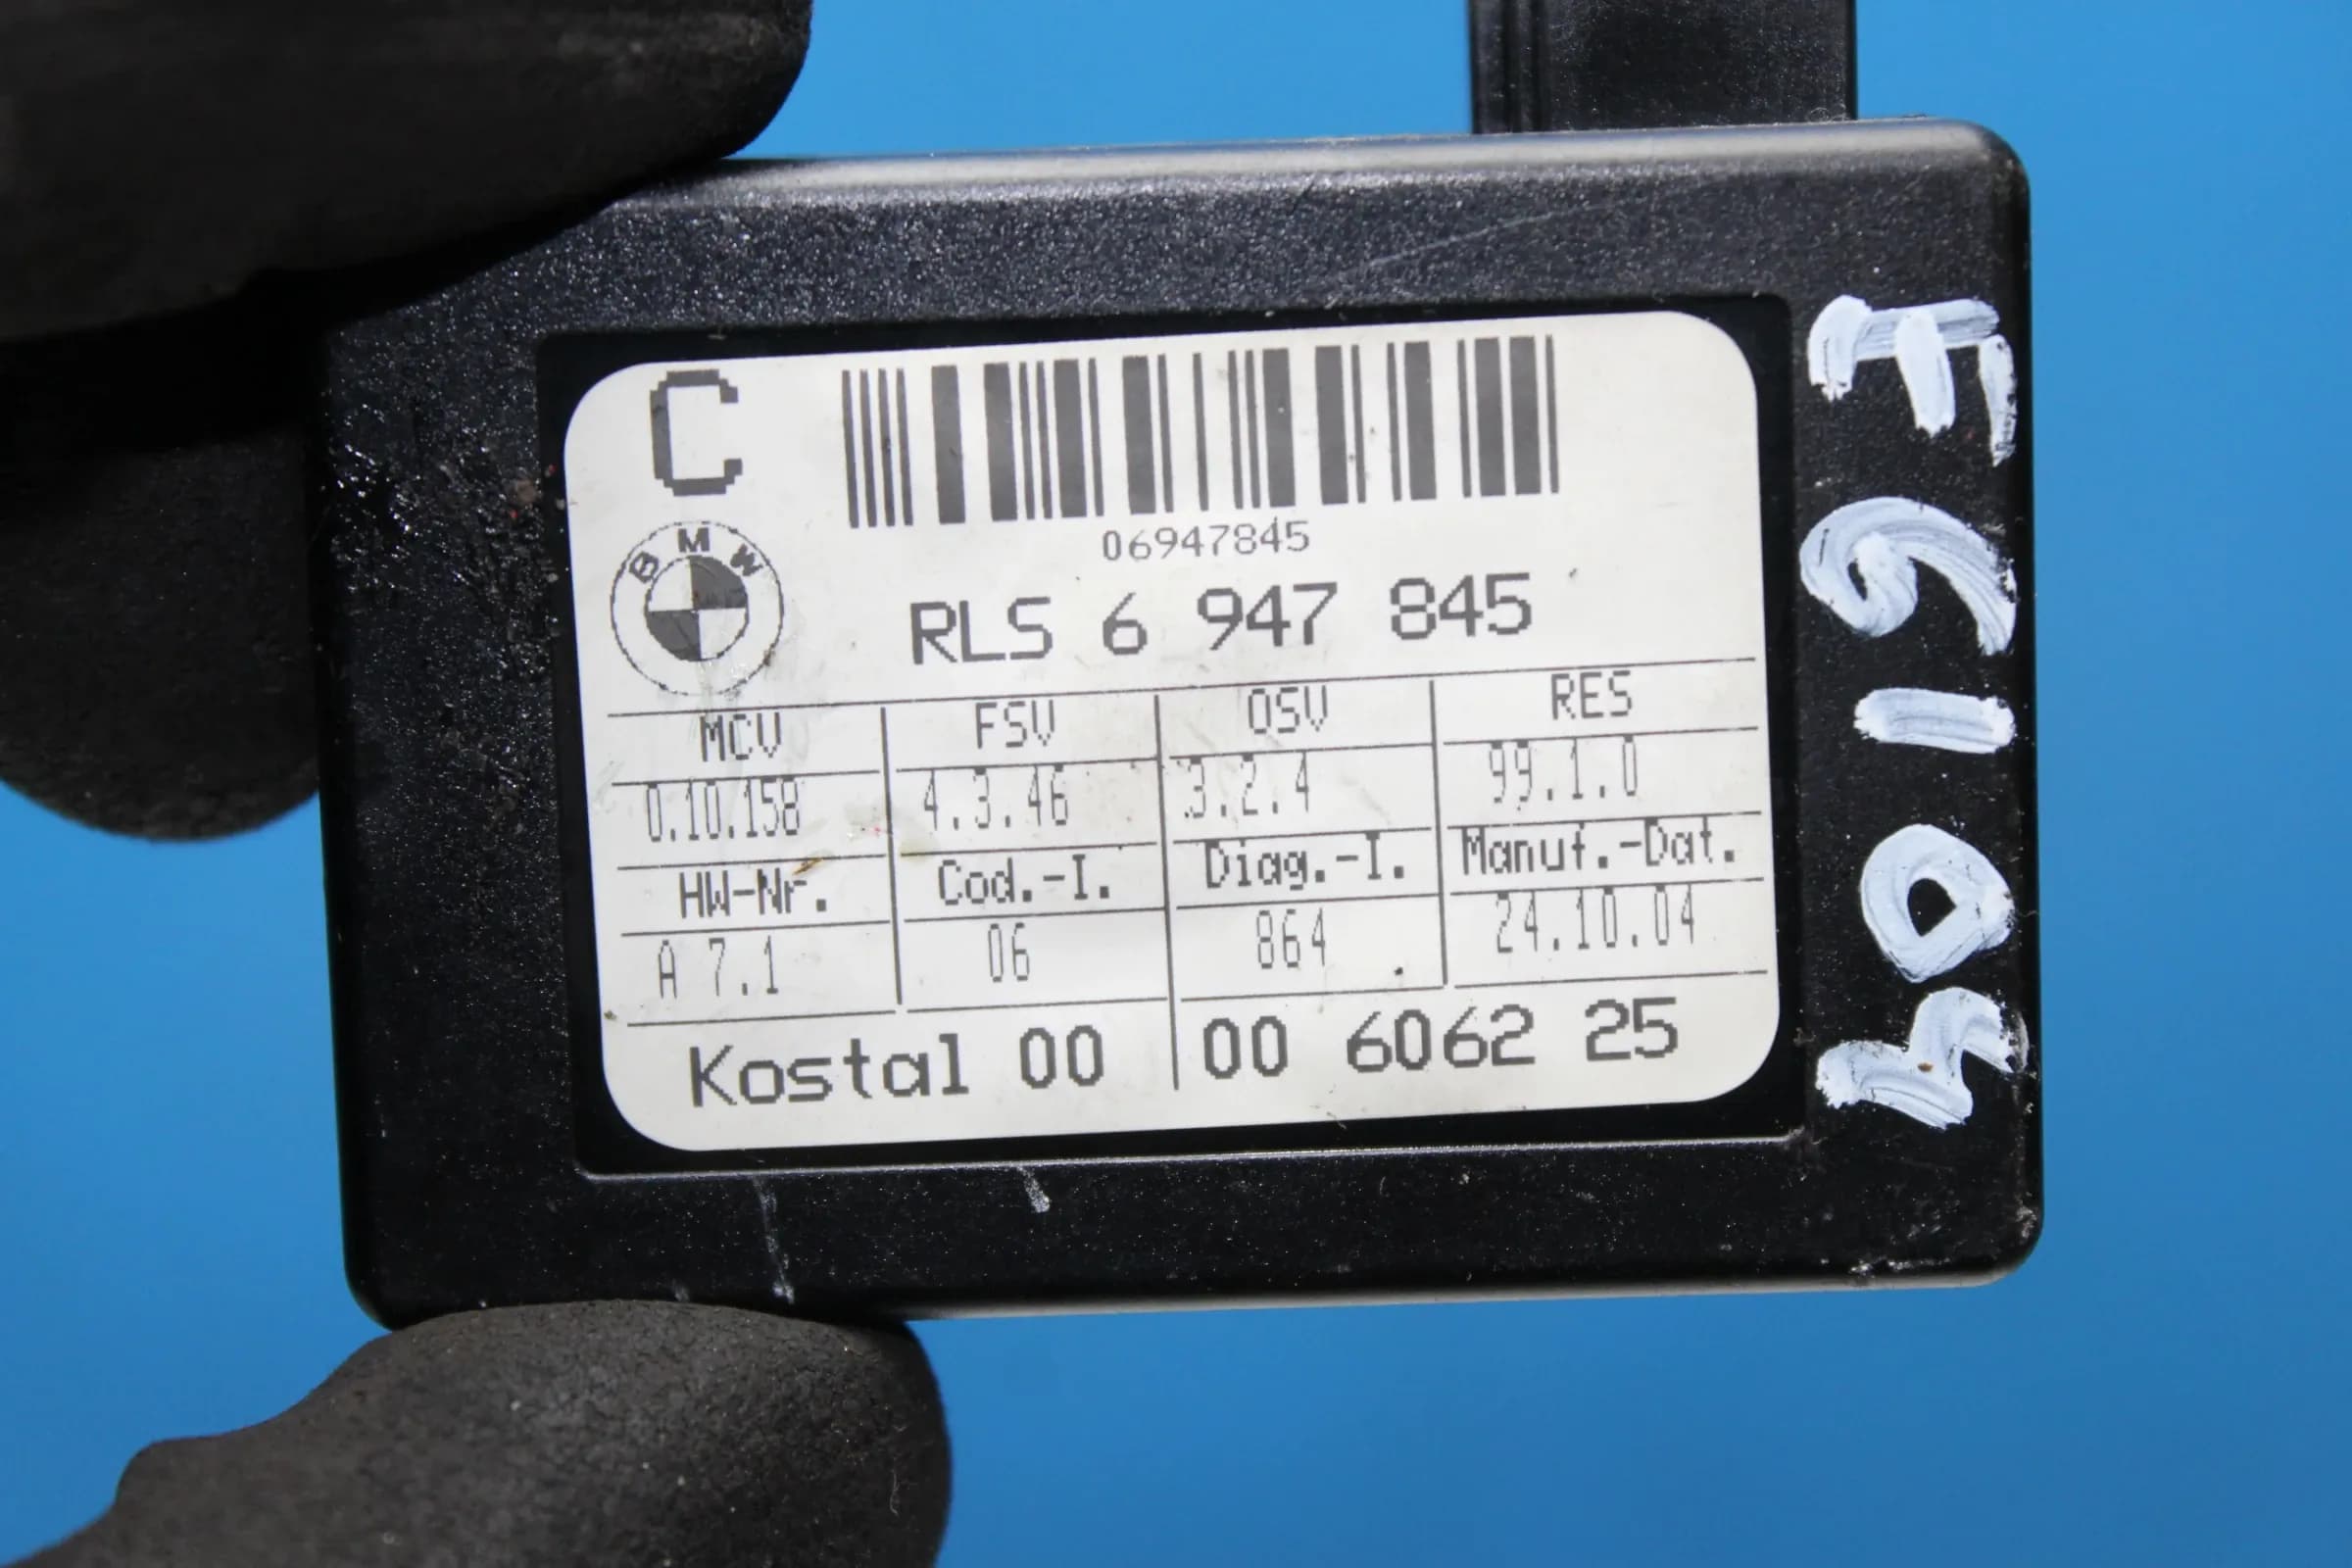 C
BMW
06947845
RLS 6 947 845
MCV FSV OSV RES
0.10.158 4.3.46 3.2.4 99.1.0
HW-Nr. Cod.-I. Diag.-I. Manuf.-Dat.
A 7.1 06 864 24.10.04
Kostal 00 00 6062 25
E6103